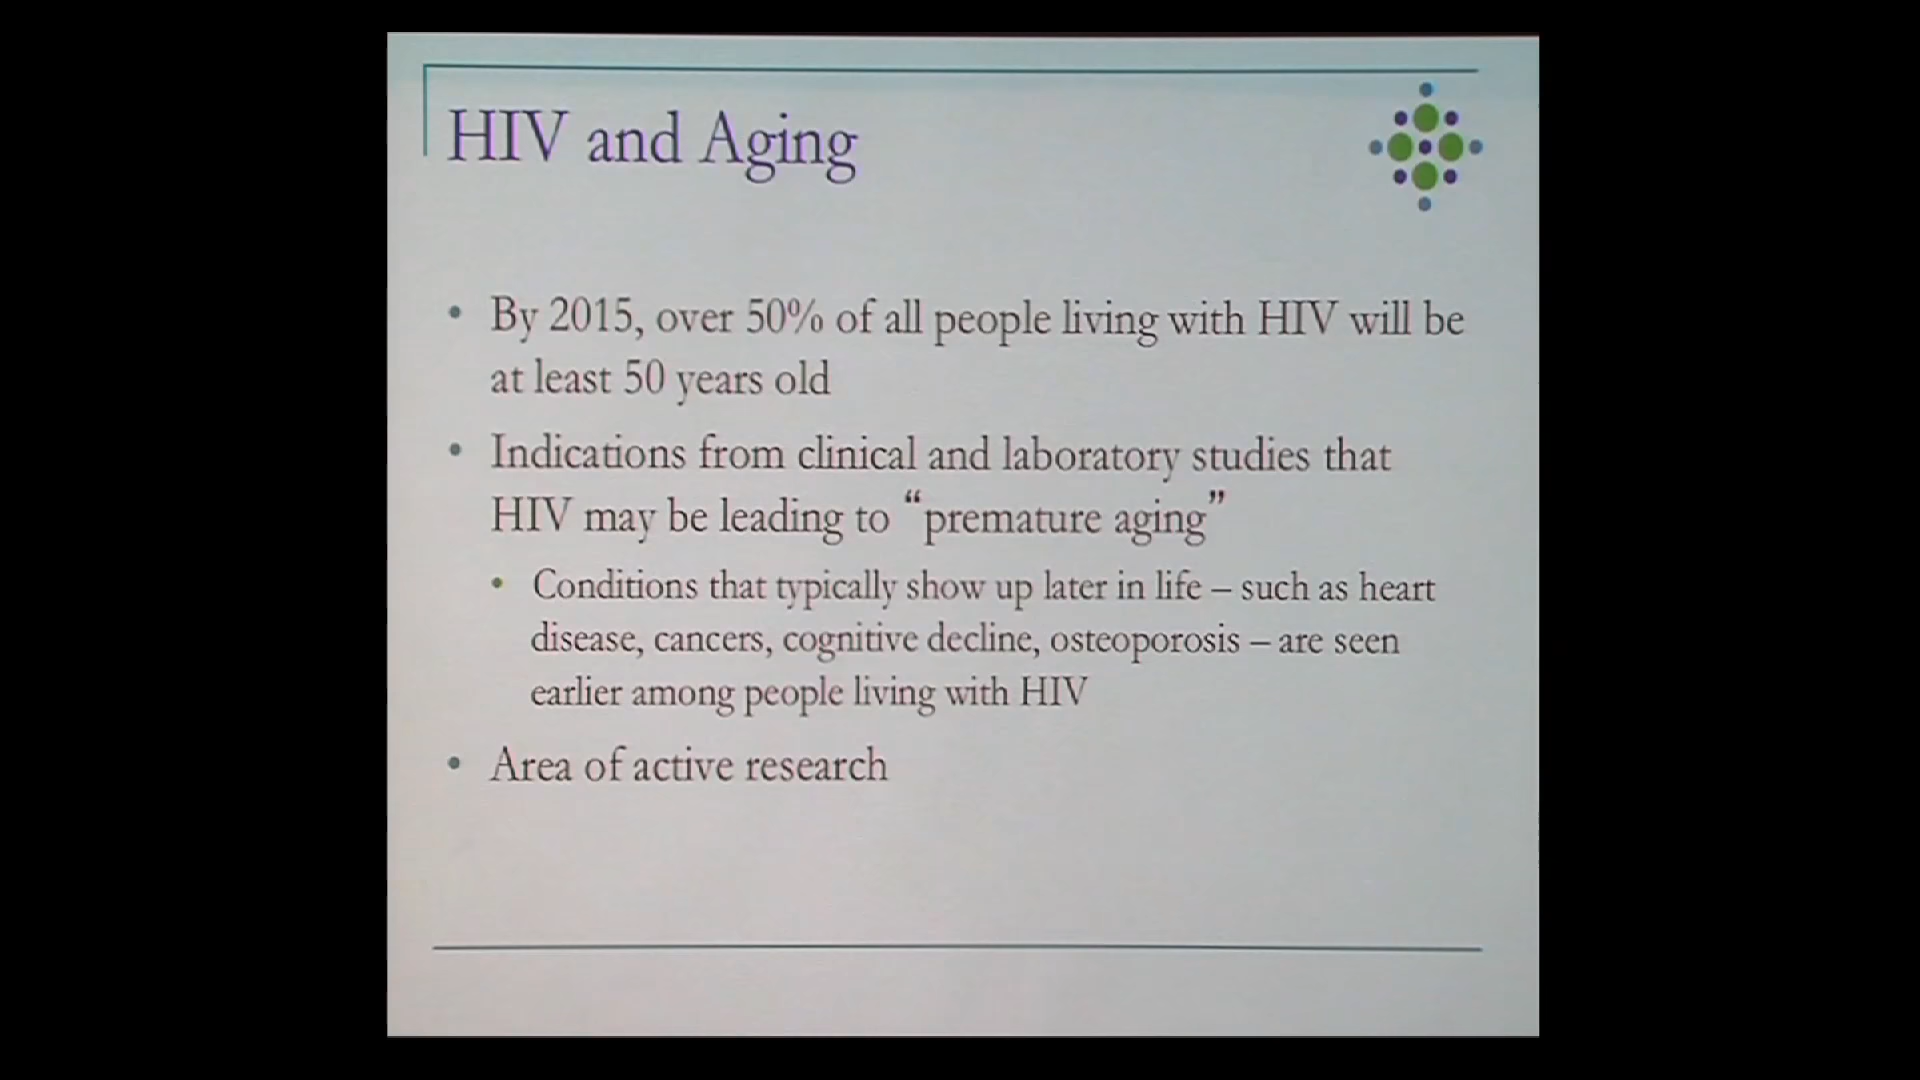 HIV and Aging
• By 2015, over 50% of all people living with HIV will be
at least 50 years old
• Indications from clinical and laboratory studies that
HIV may be leading to “premature aging”
• Conditions that typically show up later in life – such as heart
disease, cancers, cognitive decline, osteoporosis – are seen
earlier among people living with HIV
• Area of active research